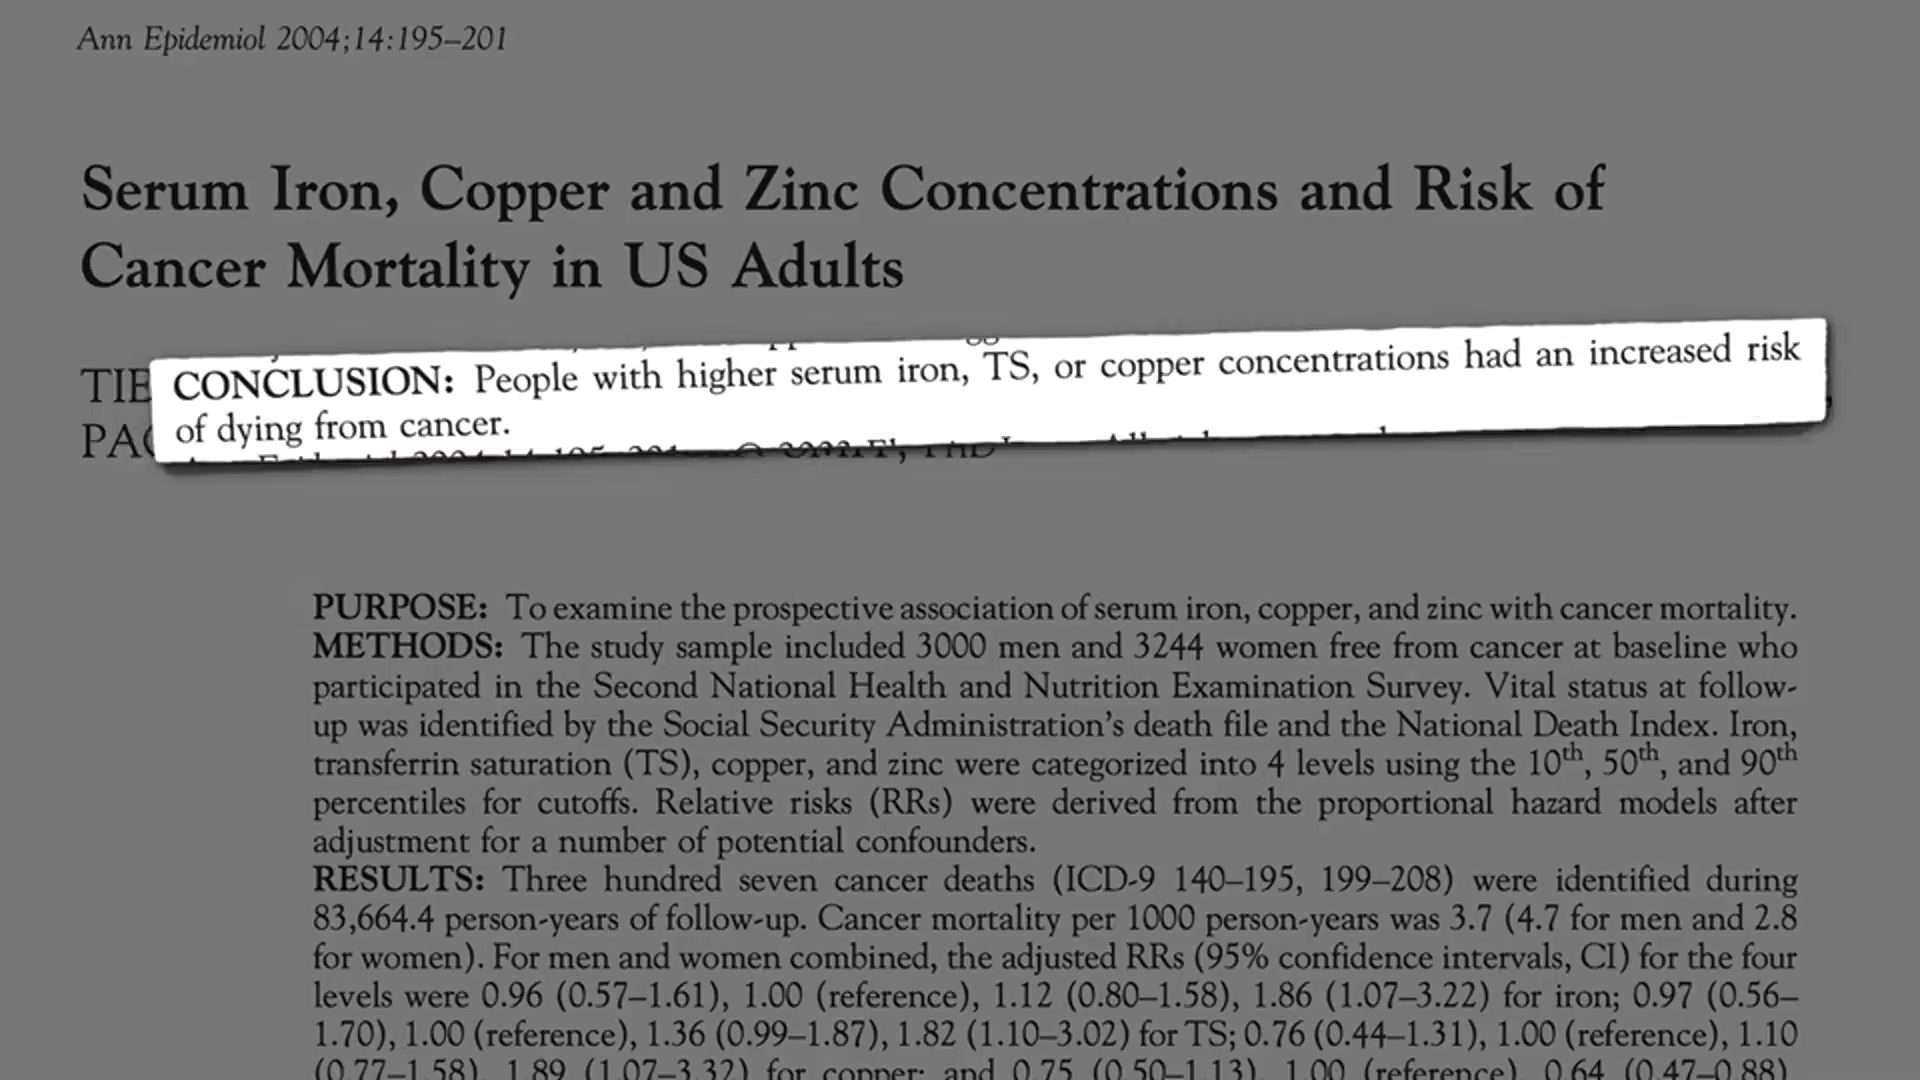 Ann Epidemiol 2004;14:195–201
Serum Iron, Copper and Zinc Concentrations and Risk of
Cancer Mortality in US Adults
CONCLUSION: People with higher serum iron, TS, or copper concentrations had an increased risk
of dying from cancer.
PURPOSE: To examine the prospective association of serum iron, copper, and zinc with cancer mortality.
METHODS: The study sample included 3000 men and 3244 women free from cancer at baseline who
participated in the Second National Health and Nutrition Examination Survey. Vital status at follow-
up was identified by the Social Security Administration's death file and the National Death Index. Iron,
transferrin saturation (TS), copper, and zinc were categorized into 4 levels using the 10th, 50th, and 90th
percentiles for cutoffs. Relative risks (RRs) were derived from the proportional hazard models after
adjustment for a number of potential confounders.
RESULTS: Three hundred seven cancer deaths (ICD-9 140–195, 199–208) were identified during
83,664.4 person-years of follow-up. Cancer mortality per 1000 person-years was 3.7 (4.7 for men and 2.8
for women). For men and women combined, the adjusted RRs (95% confidence intervals, CI) for the four
levels were 0.96 (0.57–1.61), 1.00 (reference), 1.12 (0.80–1.58), 1.86 (1.07–3.22) for iron; 0.97 (0.56–
1.70), 1.00 (reference), 1.36 (0.99–1.87), 1.82 (1.10–3.02) for TS; 0.76 (0.44–1.31), 1.00 (reference), 1.10
(0.77–1.58), 1.89 (1.07–3.32) for copper; and 0.75 (0.50–1.13), 1.00 (reference), 0.64 (0.47–0.88),